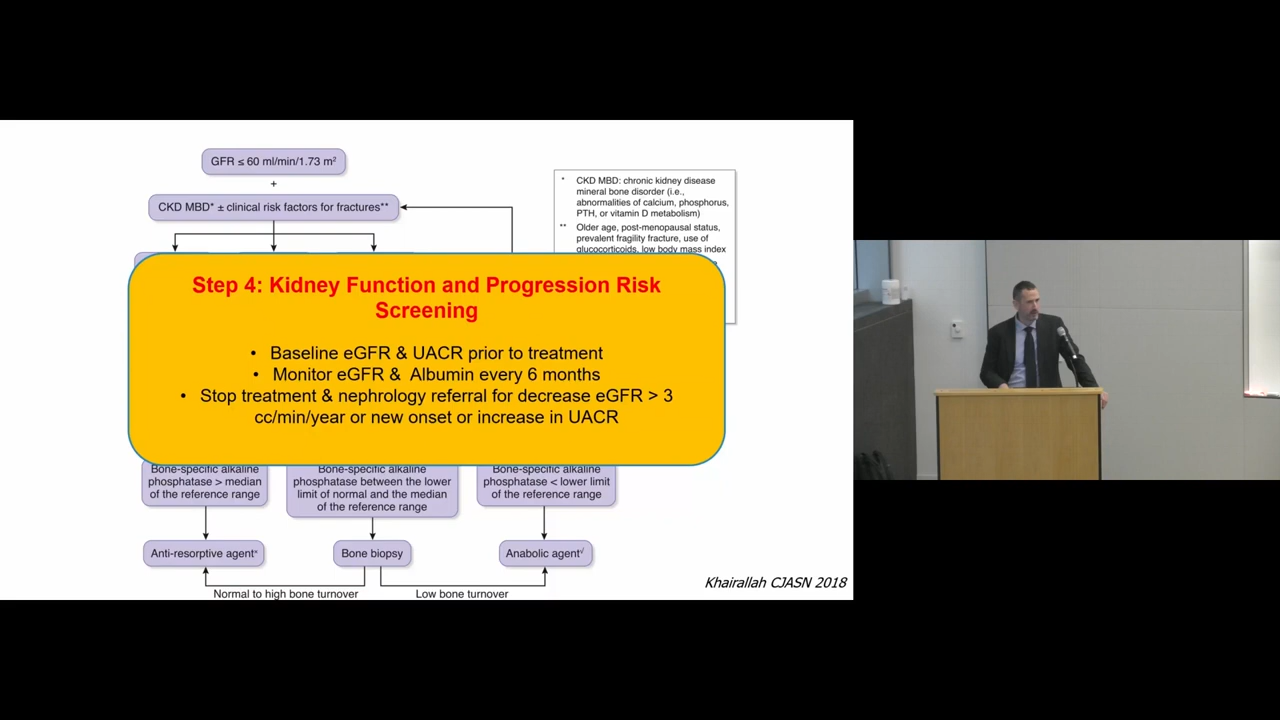 GFR ≤ 60 ml/min/1.73 m²
+
CKD MBD* ± clinical risk factors for fractures**
* CKD MBD: chronic kidney disease
mineral bone disorder (i.e.,
abnormalities of calcium, phosphorus,
PTH, or vitamin D metabolism)
** Older age, post-menopausal status,
prevalent fragility fracture, use of
glucocorticoids, low body mass index
Step 4: Kidney Function and Progression Risk
Screening
• Baseline eGFR & UACR prior to treatment
• Monitor eGFR & Albumin every 6 months
• Stop treatment & nephrology referral for decrease eGFR > 3
cc/min/year or new onset or increase in UACR
Bone-specific alkaline
phosphatase > median
of the reference range
Bone-specific alkaline
phosphatase between the lower
limit of normal and the median
of the reference range
Bone-specific alkaline
phosphatase < lower limit
of the reference range
Anti-resorptive agent
Bone biopsy
Anabolic agent√
Normal to high bone turnover
Low bone turnover
Khairallah CJASN 2018